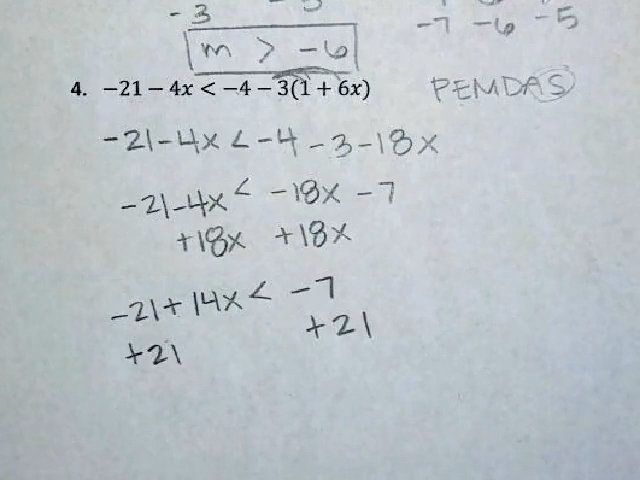 -3
m > -6
-7 -6 -5
4. −21 − 4x < −4 − 3(1 + 6x) PEMDAS
-21-4x < -4 -3-18x
-21-4x < -18x -7
+18x +18x
-21+14x < -7
+21 +21